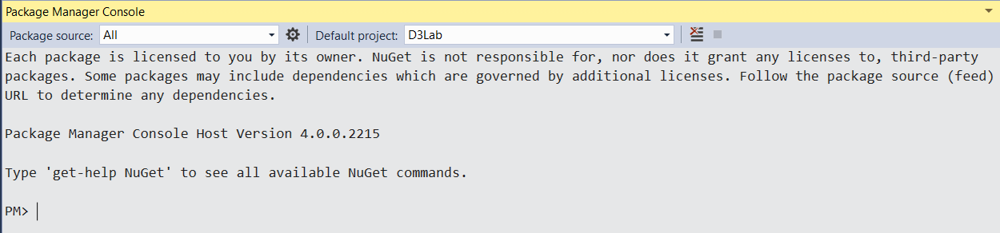 Package Manager Console
Package source: All Default project: D3Lab
Each package is licensed to you by its owner. NuGet is not responsible for, nor does it grant any licenses to, third-party
packages. Some packages may include dependencies which are governed by additional licenses. Follow the package source (feed)
URL to determine any dependencies.
Package Manager Console Host Version 4.0.0.2215
Type 'get-help NuGet' to see all available NuGet commands.
PM>